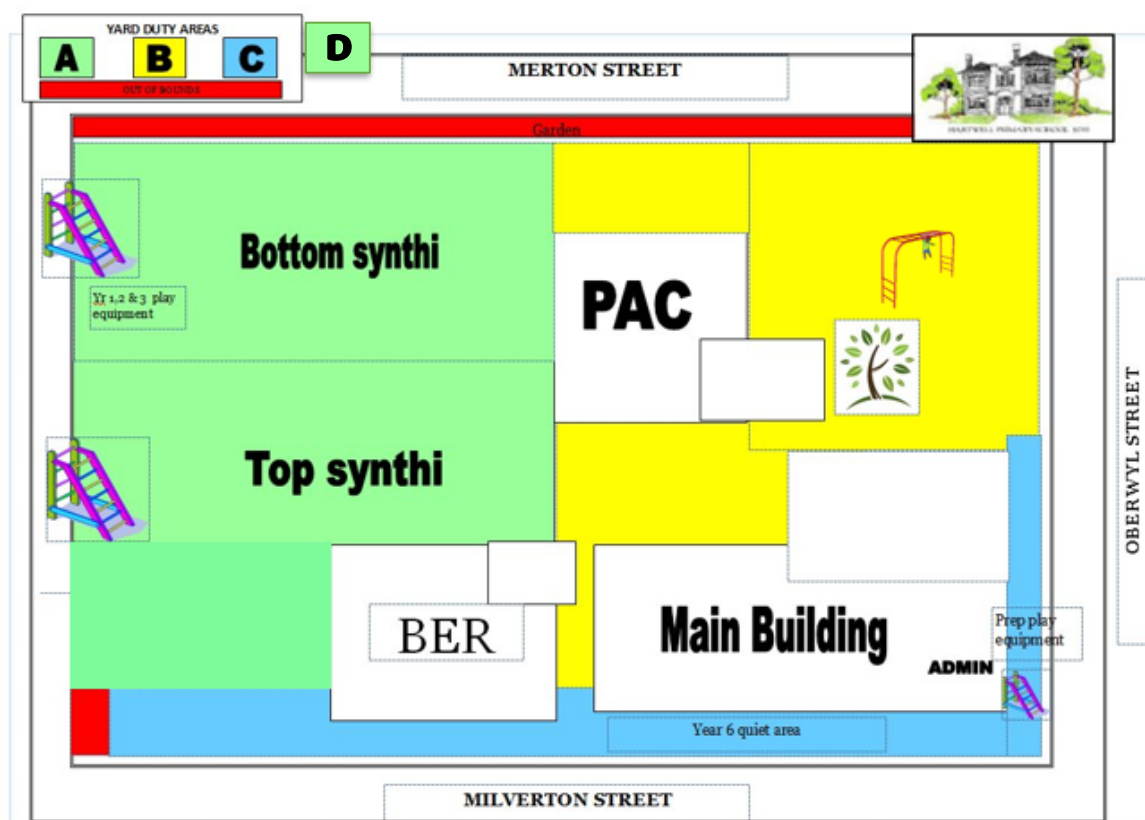 YARD DUTY AREAS
A B C D
OUT OF BOUNDS
MERTON STREET
Garden
Bottom synthi
Yr 1,2 & 3 play
equipment
PAC
Top synthi
OBERWYL STREET
BER
Main Building
Prep play
equipment
ADMIN
Year 6 quiet area
MILVERTON STREET